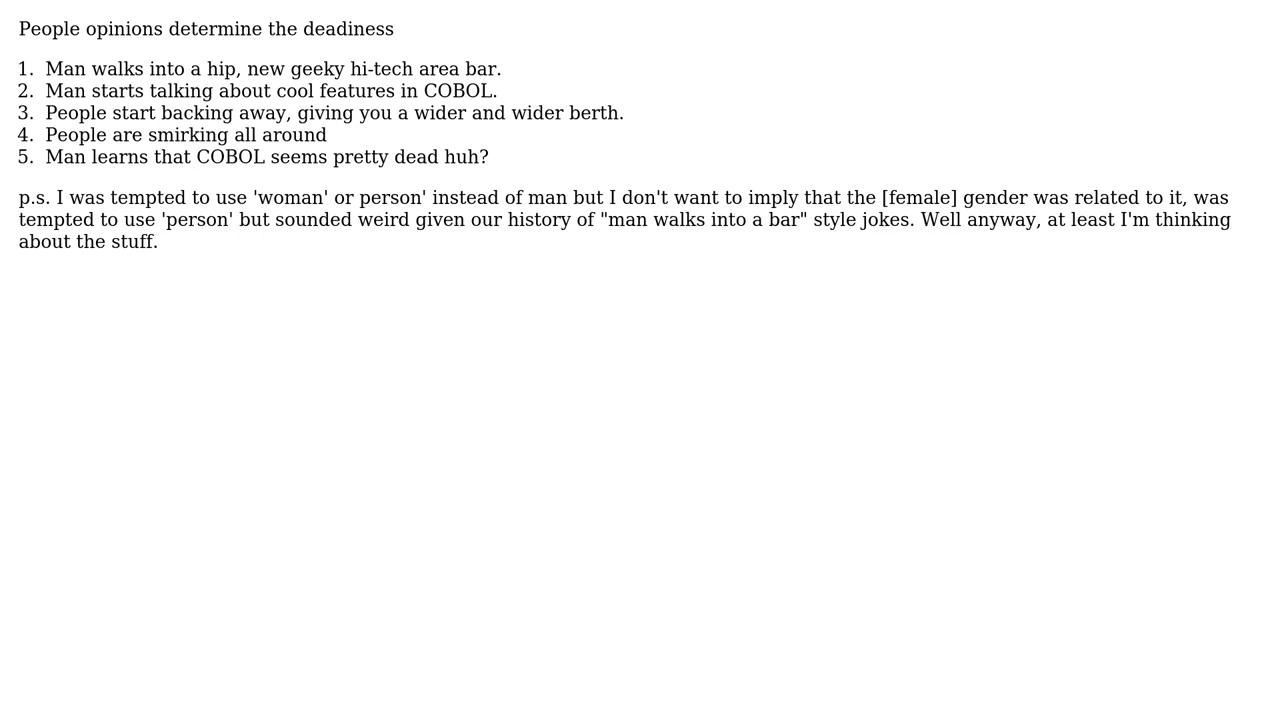 People opinions determine the deadiness
1. Man walks into a hip, new geeky hi-tech area bar.
2. Man starts talking about cool features in COBOL.
3. People start backing away, giving you a wider and wider berth.
4. People are smirking all around
5. Man learns that COBOL seems pretty dead huh?
p.s. I was tempted to use 'woman' or person' instead of man but I don't want to imply that the [female] gender was related to it, was
tempted to use 'person' but sounded weird given our history of "man walks into a bar" style jokes. Well anyway, at least I'm thinking
about the stuff.